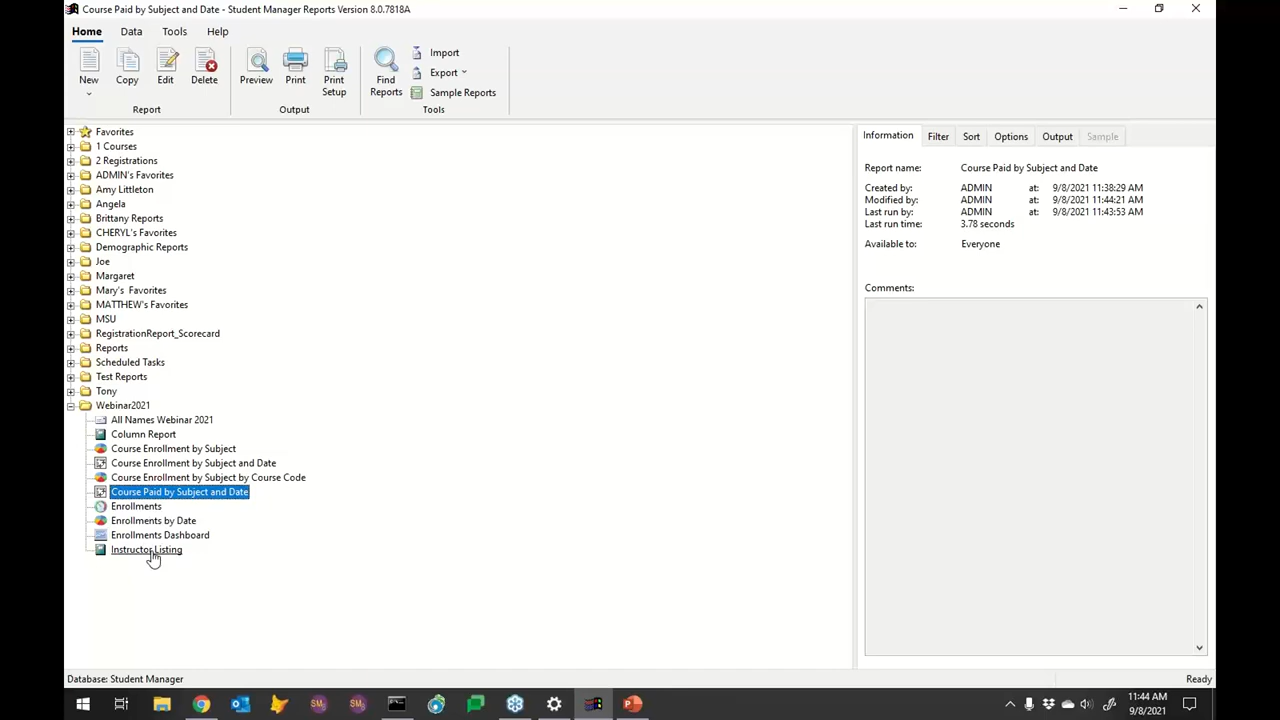 Course Paid by Subject and Date - Student Manager Reports Version 8.0.7818A
Home Data Tools Help
New Copy Edit Delete Preview Print Print Setup Find Reports
Import
Export
Sample Reports
Report Output Tools
Favorites
1 Courses
2 Registrations
ADMIN's Favorites
Amy Littleton
Angela
Brittany Reports
CHERYL's Favorites
Demographic Reports
Joe
Margaret
Mary's Favorites
MATTHEW's Favorites
MSU
RegistrationReport_Scorecard
Reports
Scheduled Tasks
Test Reports
Tony
Webinar2021
All Names Webinar 2021
Column Report
Course Enrollment by Subject
Course Enrollment by Subject and Date
Course Enrollment by Subject by Course Code
Course Paid by Subject and Date
Enrollments
Enrollments by Date
Enrollments Dashboard
Instructor Listing
Information Filter Sort Options Output Sample
Report name: Course Paid by Subject and Date
Created by: ADMIN at: 9/8/2021 11:38:29 AM
Modified by: ADMIN at: 9/8/2021 11:44:21 AM
Last run by: ADMIN at: 9/8/2021 11:43:53 AM
Last run time: 3.78 seconds
Available to: Everyone
Comments:
Database: Student Manager Ready
SM SM
11:44 AM
9/8/2021